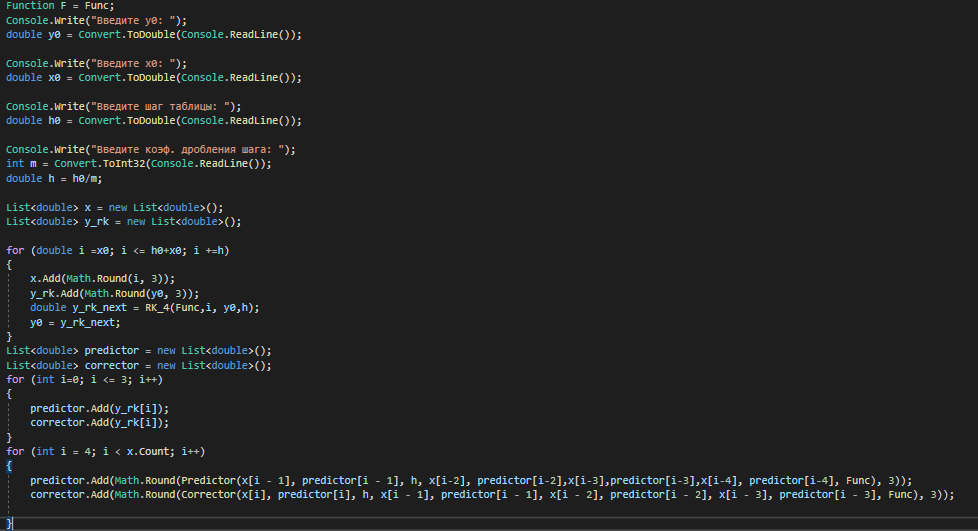 Function F = Func;
Console.Write("Введите y0: ");
double y0 = Convert.ToDouble(Console.ReadLine());
Console.Write("Введите x0: ");
double x0 = Convert.ToDouble(Console.ReadLine());
Console.Write("Введите шаг таблицы: ");
double h0 = Convert.ToDouble(Console.ReadLine());
Console.Write("Введите коэф. дробления шага: ");
int m = Convert.ToInt32(Console.ReadLine());
double h = h0/m;
List<double> x = new List<double>();
List<double> y_rk = new List<double>();
for (double i =x0; i <= h0+x0; i +=h)
{
x.Add(Math.Round(i, 3));
y_rk.Add(Math.Round(y0, 3));
double y_rk_next = RK_4(Func,i, y0,h);
y0 = y_rk_next;
}
List<double> predictor = new List<double>();
List<double> corrector = new List<double>();
for (int i=0; i <= 3; i++)
{
predictor.Add(y_rk[i]);
corrector.Add(y_rk[i]);
}
for (int i = 4; i < x.Count; i++)
{
predictor.Add(Math.Round(Predictor(x[i - 1], predictor[i - 1], h, x[i-2], predictor[i-2],x[i-3],predictor[i-3],x[i-4], predictor[i-4], Func), 3));
corrector.Add(Math.Round(Corrector(x[i], predictor[i], h, x[i - 1], predictor[i - 1], x[i - 2], predictor[i - 2], x[i - 3], predictor[i - 3], Func), 3));
}